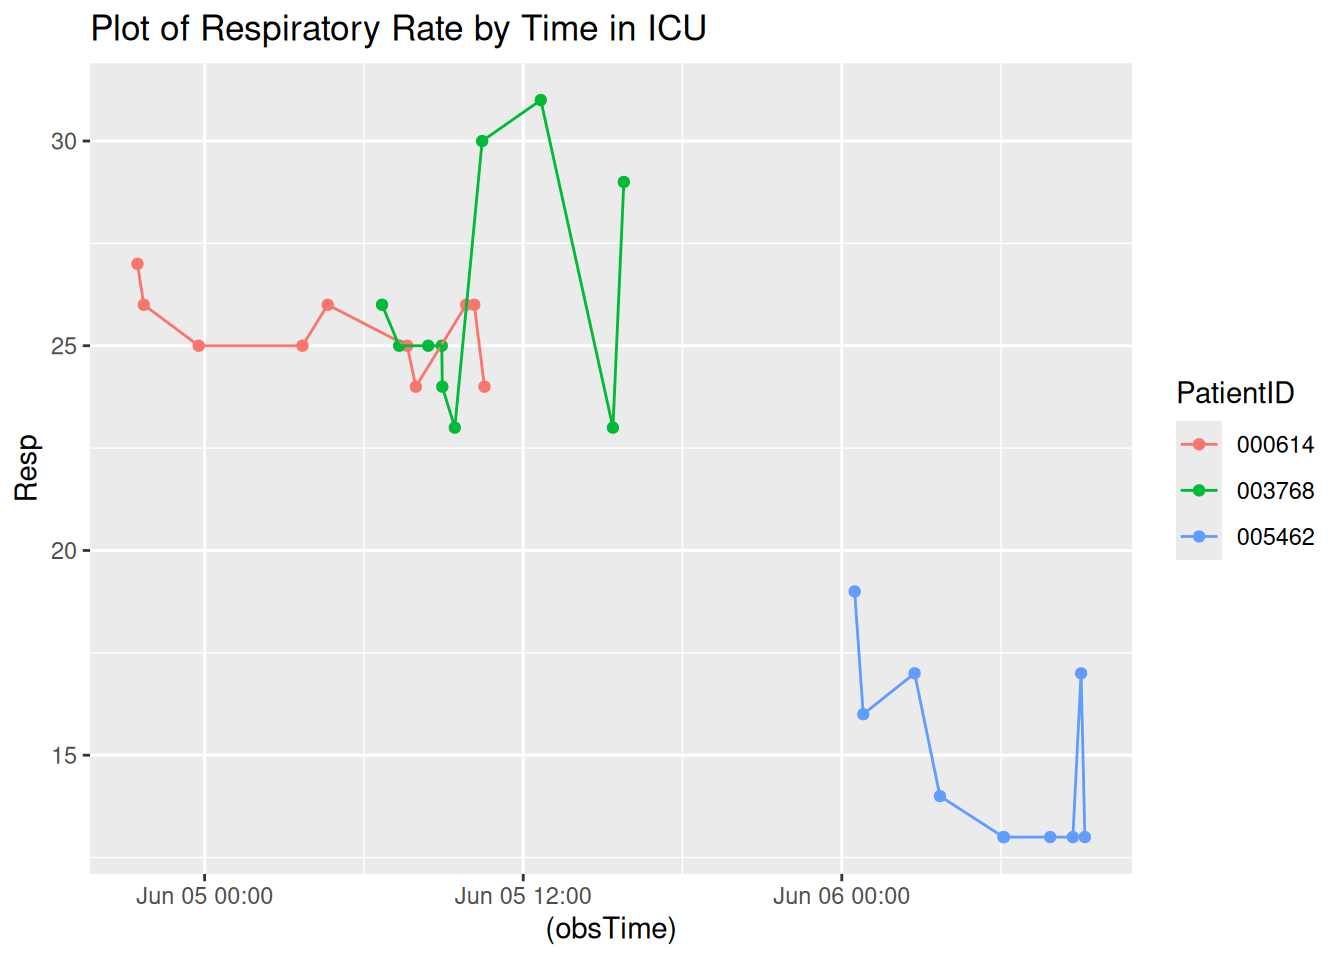 Plot of Respiratory Rate by Time in ICU
30
25
20
15
Resp
Jun 05 00:00
Jun 05 12:00
Jun 06 00:00
(obsTime)
PatientID
000614
003768
005462